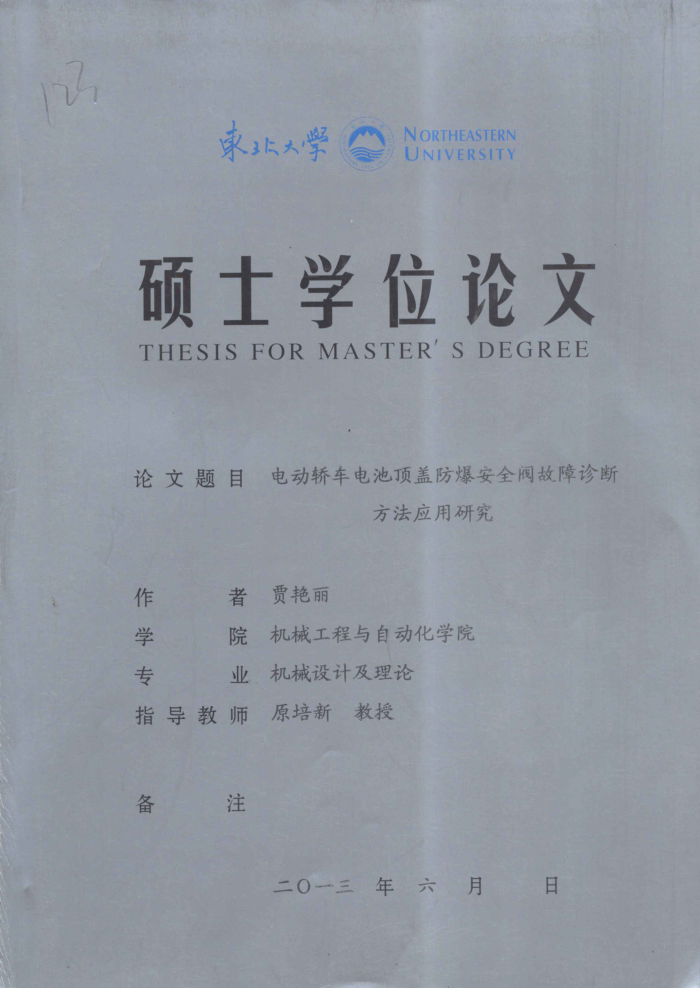 東北大學
NORTHEASTERN
UNIVERSITY
硕士学位论文
THESIS FOR MASTER'S DEGREE
论文题目 电动轿车电池顶盖防爆安全阀故障诊断
方法应用研究
作者 贾艳丽
学院 机械工程与自动化学院
专业 机械设计及理论
指导教师 原培新 教授
备注
二〇一三 年 六 月 日